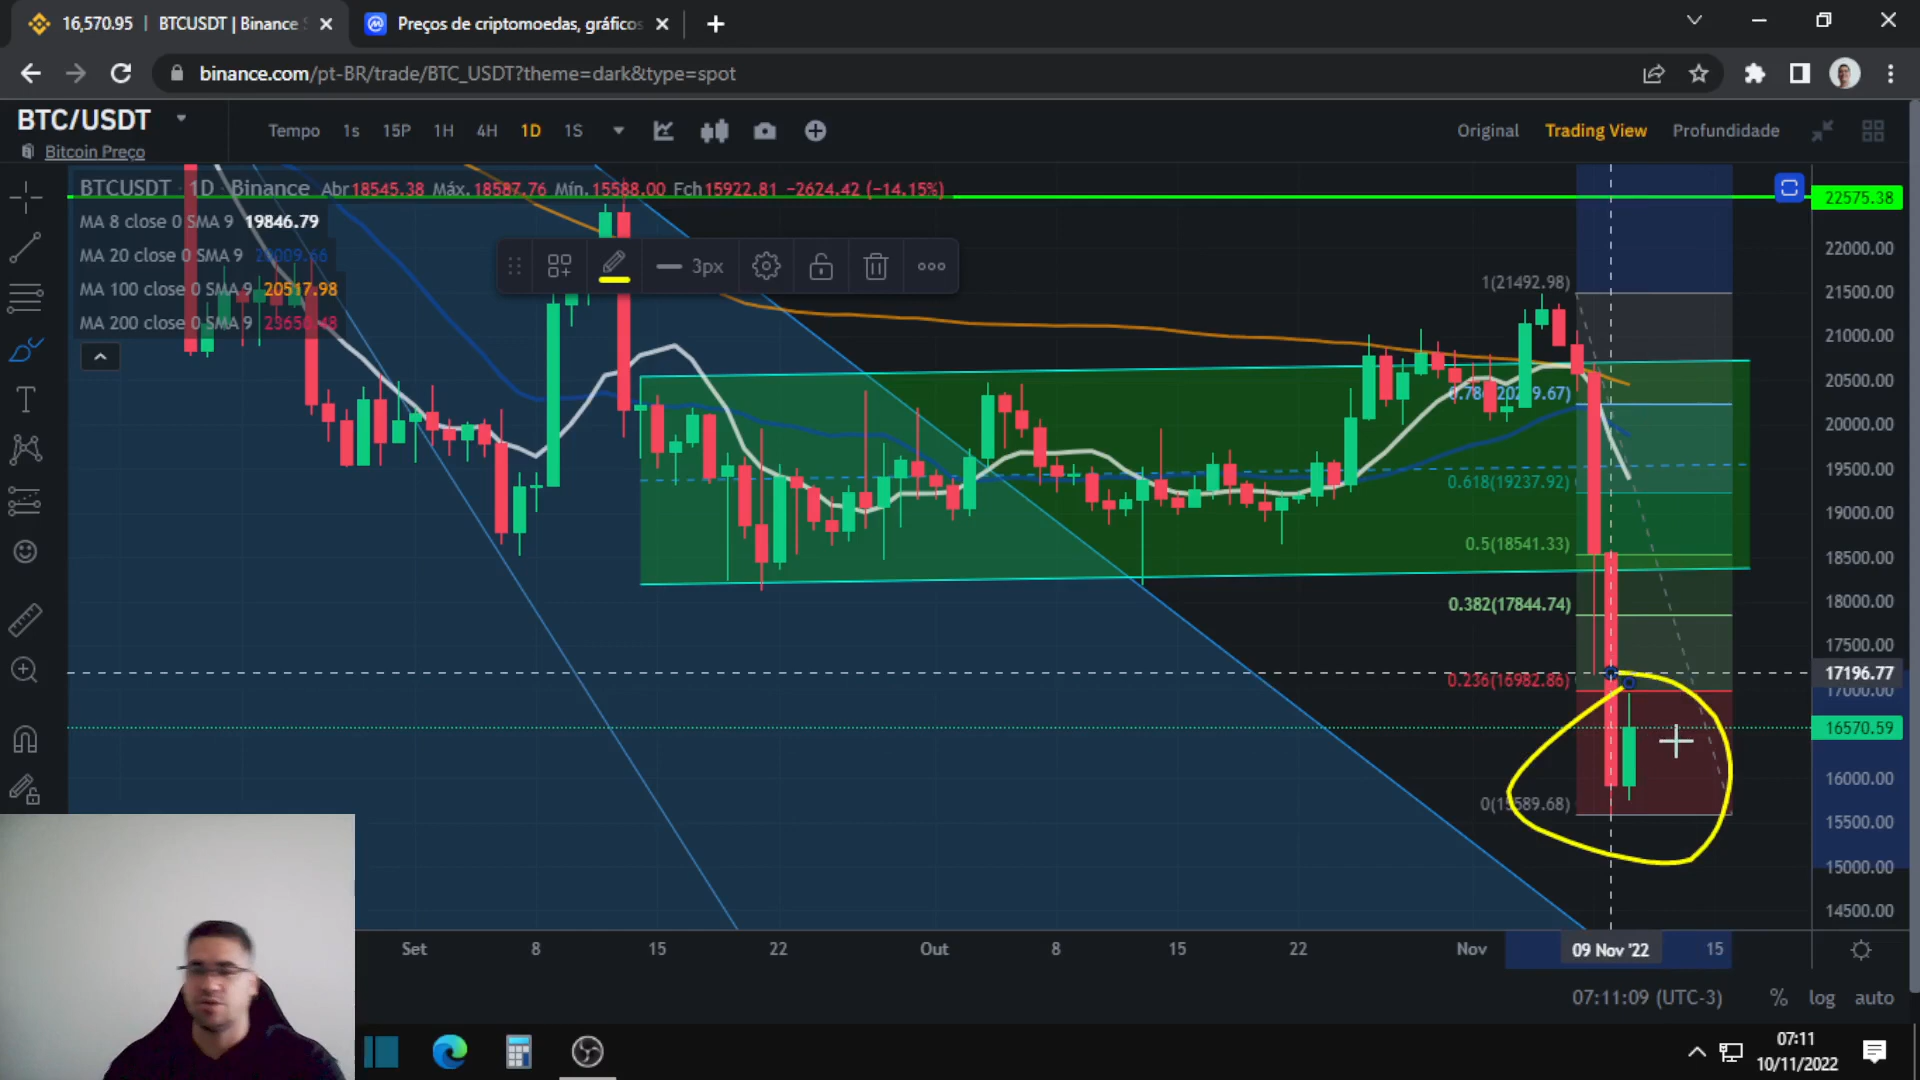 16,570.95 | BTCUSDT | Binance S
Preços de criptomoedas, gráficos
binance.com/pt-BR/trade/BTC_USDT?theme=dark&type=spot
BTC/USDT
Bitcoin Preço
Tempo 1s 15P 1H 4H 1D 1S
Original Trading View Profundidade
BTCUSDT · 1D · Binance Abr18545.38 Máx.18587.76 Mín.15588.00 Fch15922.81 −2624.42 (−14.15%)
MA 8 close 0 SMA 9 19846.79
MA 20 close 0 SMA 9
MA 100 close 0 SMA 9 20517.98
MA 200 close 0 SMA 9
3px
22575.38
22000.00
21500.00
21000.00
20500.00
20000.00
19500.00
19000.00
18500.00
18000.00
17500.00
17196.77
17000.00
16570.59
16000.00
15500.00
15000.00
14500.00
1(21492.98)
0.618(19237.92)
0.5(18541.33)
0.382(17844.74)
0.236(16982.86)
0(15589.68)
Set 8 15 22 Out 8 15 22 Nov 09 Nov '22 15
07:11:09 (UTC-3) % log auto
07:11
10/11/2022